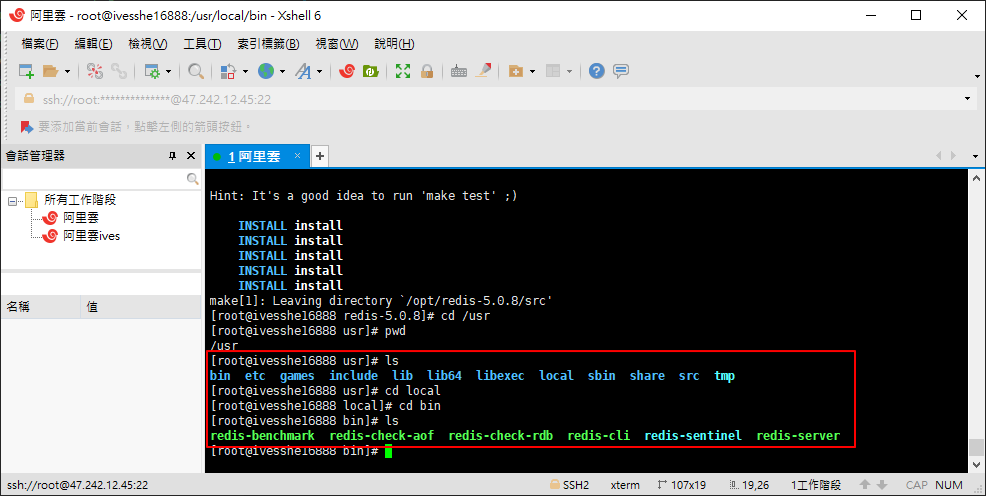 阿里雲 - root@ivesshe16888:/usr/local/bin - Xshell 6
檔案(F) 編輯(E) 檢視(V) 工具(T) 索引標籤(B) 視窗(W) 說明(H)
ssh://root:**************@47.242.12.45:22
要添加當前會話，點擊左側的箭頭按鈕。
會話管理器
所有工作階段
阿里雲
阿里雲ives
名稱 值
1 阿里雲
Hint: It's a good idea to run 'make test' ;)
INSTALL install
INSTALL install
INSTALL install
INSTALL install
INSTALL install
make[1]: Leaving directory `/opt/redis-5.0.8/src'
[root@ivesshe16888 redis-5.0.8]# cd /usr
[root@ivesshe16888 usr]# pwd
/usr
[root@ivesshe16888 usr]# ls
bin etc games include lib lib64 libexec local sbin share src tmp
[root@ivesshe16888 usr]# cd local
[root@ivesshe16888 local]# cd bin
[root@ivesshe16888 bin]# ls
redis-benchmark redis-check-aof redis-check-rdb redis-cli redis-sentinel redis-server
[root@ivesshe16888 bin]#
ssh://root@47.242.12.45:22 SSH2 xterm 107x19 19,26 1工作階段 CAP NUM